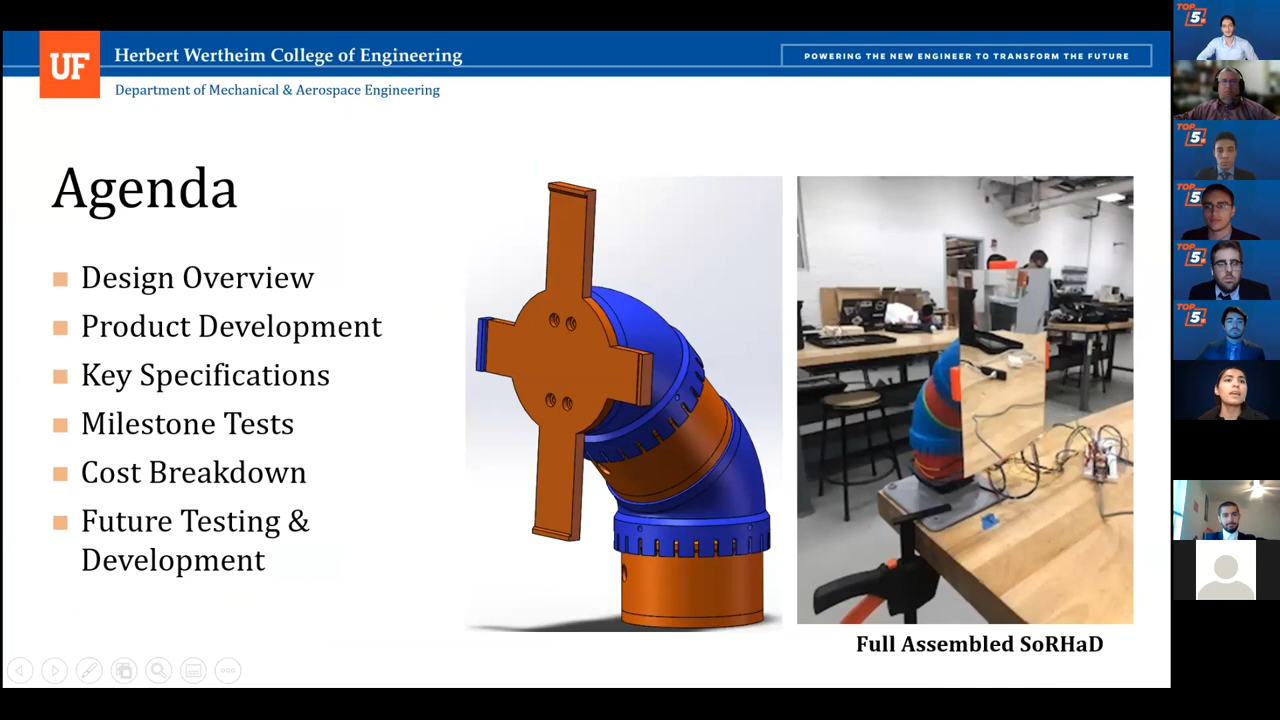 UF
Herbert Wertheim College of Engineering
POWERING THE NEW ENGINEER TO TRANSFORM THE FUTURE
Department of Mechanical & Aerospace Engineering
Agenda
Design Overview
Product Development
Key Specifications
Milestone Tests
Cost Breakdown
Future Testing &
Development
Full Assembled SoRHaD
TOP
5.
TOP
5.
TOP
5.
TOP
5.
TOP
5.